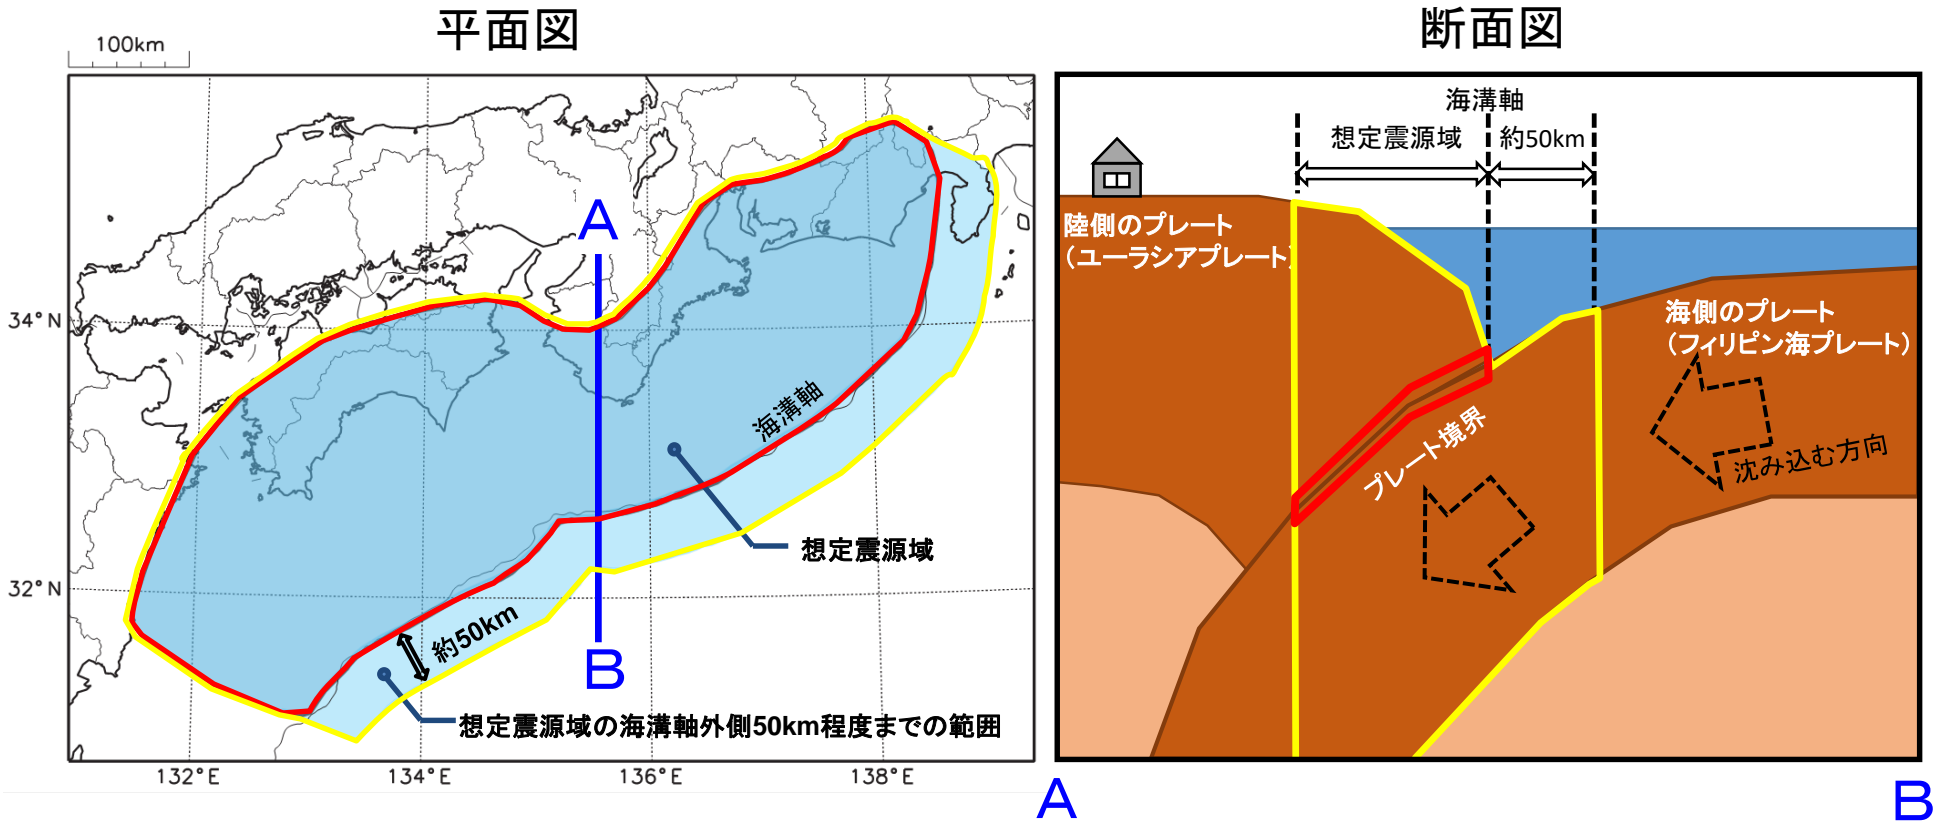 平面図
100km
34°N
32°N
132°E
134°E
136°E
138°E
A
B
海溝軸
想定震源域
約50km
想定震源域の海溝軸外側50km程度までの範囲
断面図
海溝軸
想定震源域
約50km
陸側のプレート
（ユーラシアプレート）
海側のプレート
（フィリピン海プレート）
プレート境界
沈み込む方向
A
B